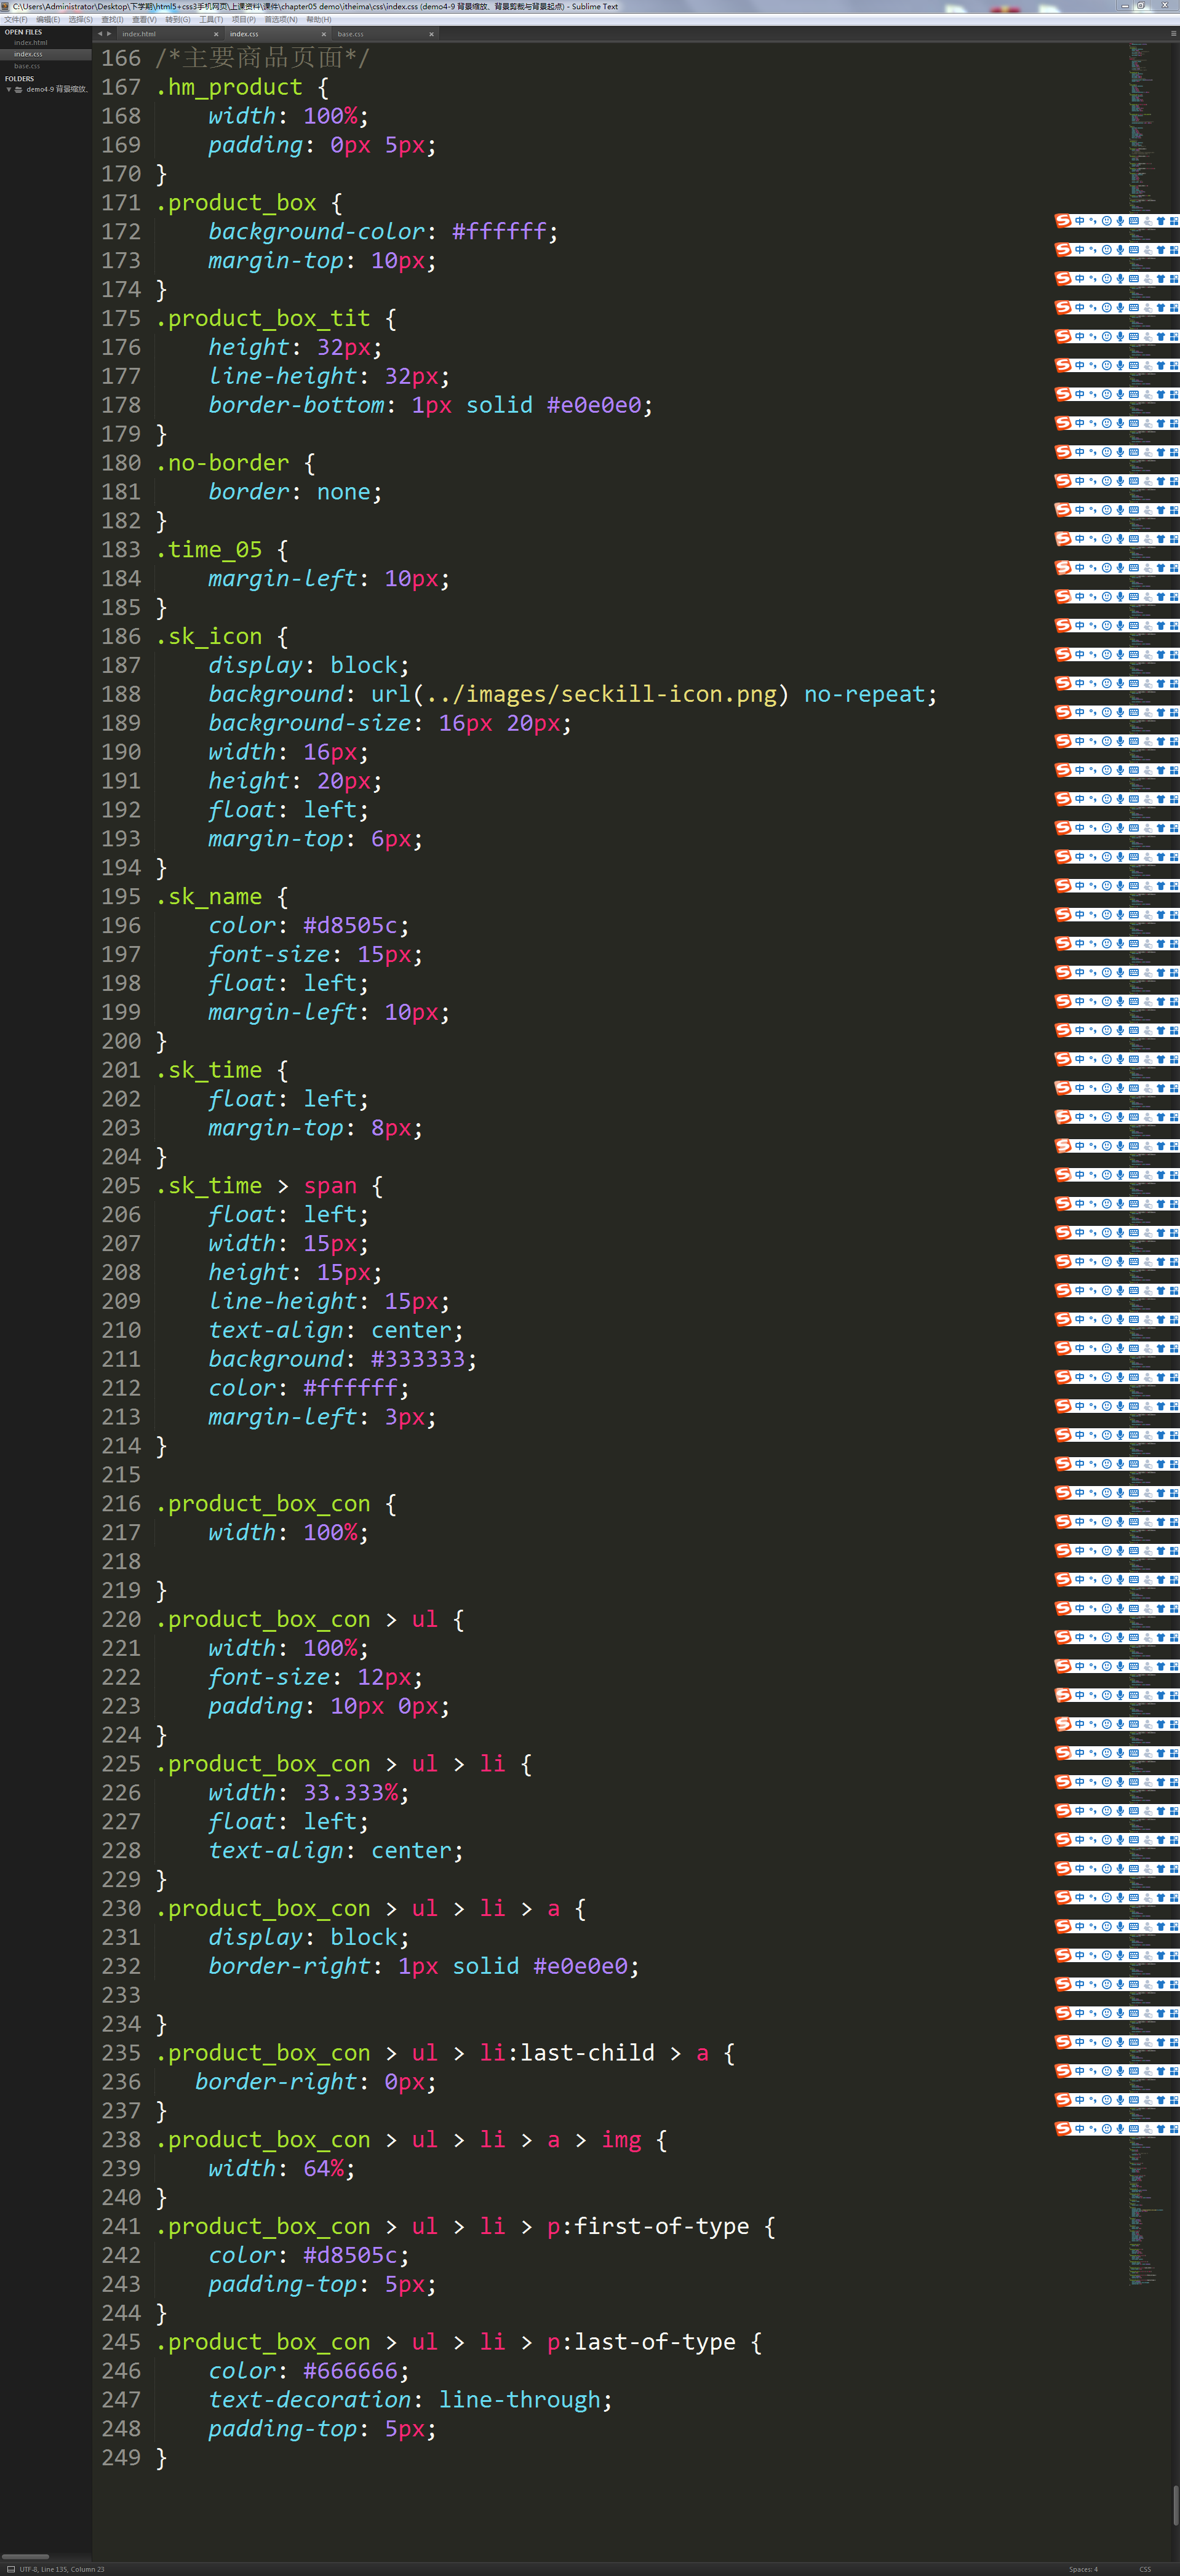 C:\Users\Administrator\Desktop\下学期\html5+css3手机网页\上课资料\课件\chapter05 demo\itheima\css\index.css (demo4-9 背景缩放、背景剪裁与背景起点) - Sublime Text
文件(F) 编辑(E) 选择(S) 查找(I) 查看(V) 转到(G) 工具(T) 项目(P) 首选项(N) 帮助(H)
OPEN FILES
index.html
index.css
base.css
FOLDERS
demo4-9 背景缩放、
index.html
index.css
base.css
166 /*主要商品页面*/
167 .hm_product {
168     width: 100%;
169     padding: 0px 5px;
170 }
171 .product_box {
172     background-color: #ffffff;
173     margin-top: 10px;
174 }
175 .product_box_tit {
176     height: 32px;
177     line-height: 32px;
178     border-bottom: 1px solid #e0e0e0;
179 }
180 .no-border {
181     border: none;
182 }
183 .time_05 {
184     margin-left: 10px;
185 }
186 .sk_icon {
187     display: block;
188     background: url(../images/seckill-icon.png) no-repeat;
189     background-size: 16px 20px;
190     width: 16px;
191     height: 20px;
192     float: left;
193     margin-top: 6px;
194 }
195 .sk_name {
196     color: #d8505c;
197     font-size: 15px;
198     float: left;
199     margin-left: 10px;
200 }
201 .sk_time {
202     float: left;
203     margin-top: 8px;
204 }
205 .sk_time > span {
206     float: left;
207     width: 15px;
208     height: 15px;
209     line-height: 15px;
210     text-align: center;
211     background: #333333;
212     color: #ffffff;
213     margin-left: 3px;
214 }
215
216 .product_box_con {
217     width: 100%;
218
219 }
220 .product_box_con > ul {
221     width: 100%;
222     font-size: 12px;
223     padding: 10px 0px;
224 }
225 .product_box_con > ul > li {
226     width: 33.333%;
227     float: left;
228     text-align: center;
229 }
230 .product_box_con > ul > li > a {
231     display: block;
232     border-right: 1px solid #e0e0e0;
233
234 }
235 .product_box_con > ul > li:last-child > a {
236    border-right: 0px;
237 }
238 .product_box_con > ul > li > a > img {
239     width: 64%;
240 }
241 .product_box_con > ul > li > p:first-of-type {
242     color: #d8505c;
243     padding-top: 5px;
244 }
245 .product_box_con > ul > li > p:last-of-type {
246     color: #666666;
247     text-decoration: line-through;
248     padding-top: 5px;
249 }
UTF-8, Line 135, Column 23
Spaces: 4
CSS